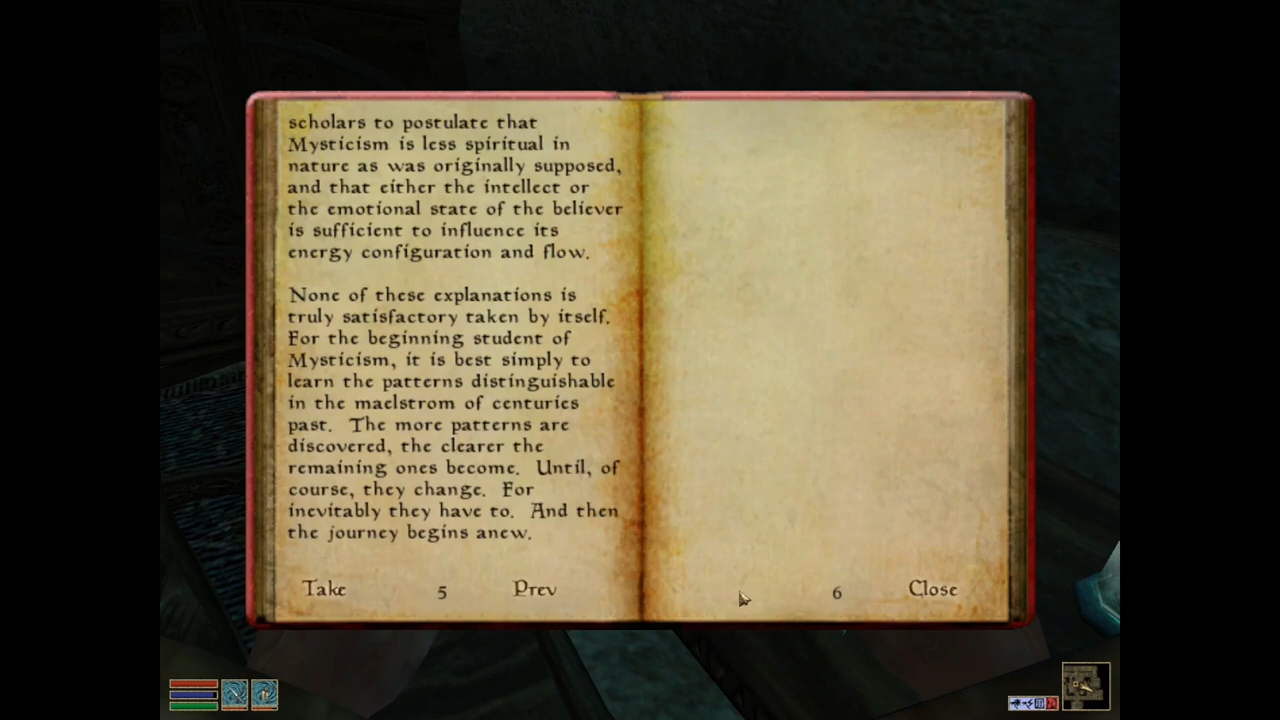 scholars to postulate that
Mysticism is less spiritual in
nature as was originally supposed,
and that either the intellect or
the emotional state of the believer
is sufficient to influence its
energy configuration and flow.
None of these explanations is
truly satisfactory taken by itself.
For the beginning student of
Mysticism, it is best simply to
learn the patterns distinguishable
in the maelstrom of centuries
past.  The more patterns are
discovered, the clearer the
remaining ones become.  Until, of
course, they change.  For
inevitably they have to.  And then
the journey begins anew.
Take 5 Prev 6 Close